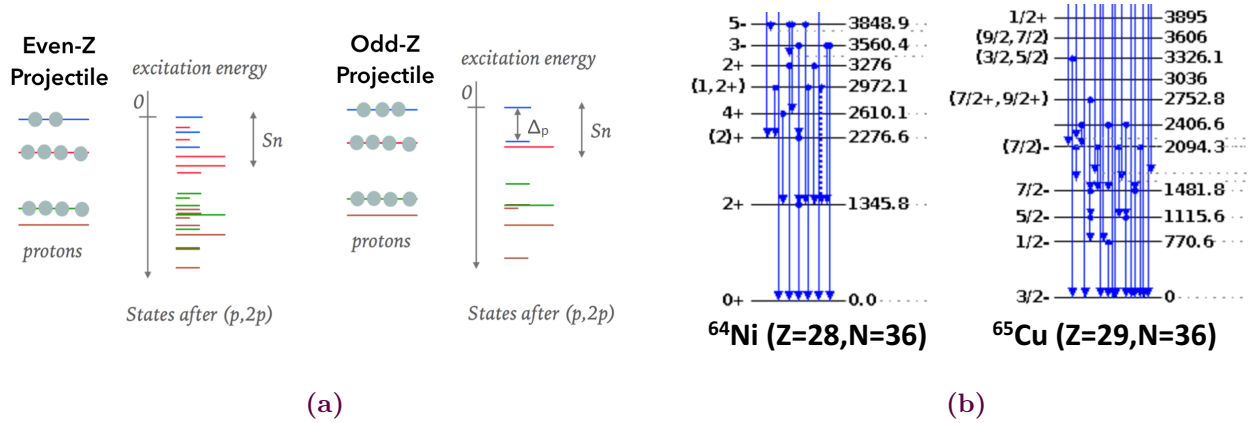 Even-Z
Projectile
excitation energy
0
Sn
protons
States after (p,2p)
Odd-Z
Projectile
excitation energy
0
Δp
Sn
protons
States after (p,2p)
(a)
5- 3848.9
3- 3560.4
2+ 3276
(1,2+) 2972.1
4+ 2610.1
(2)+ 2276.6
2+ 1345.8
0+ 0.0
64Ni (Z=28,N=36)
1/2+ 3895
(9/2,7/2) 3606
(3/2,5/2) 3326.1
3036
(7/2+,9/2+) 2752.8
2406.6
(7/2)- 2094.3
7/2- 1481.8
5/2- 1115.6
1/2- 770.6
3/2- 0
65Cu (Z=29,N=36)
(b)